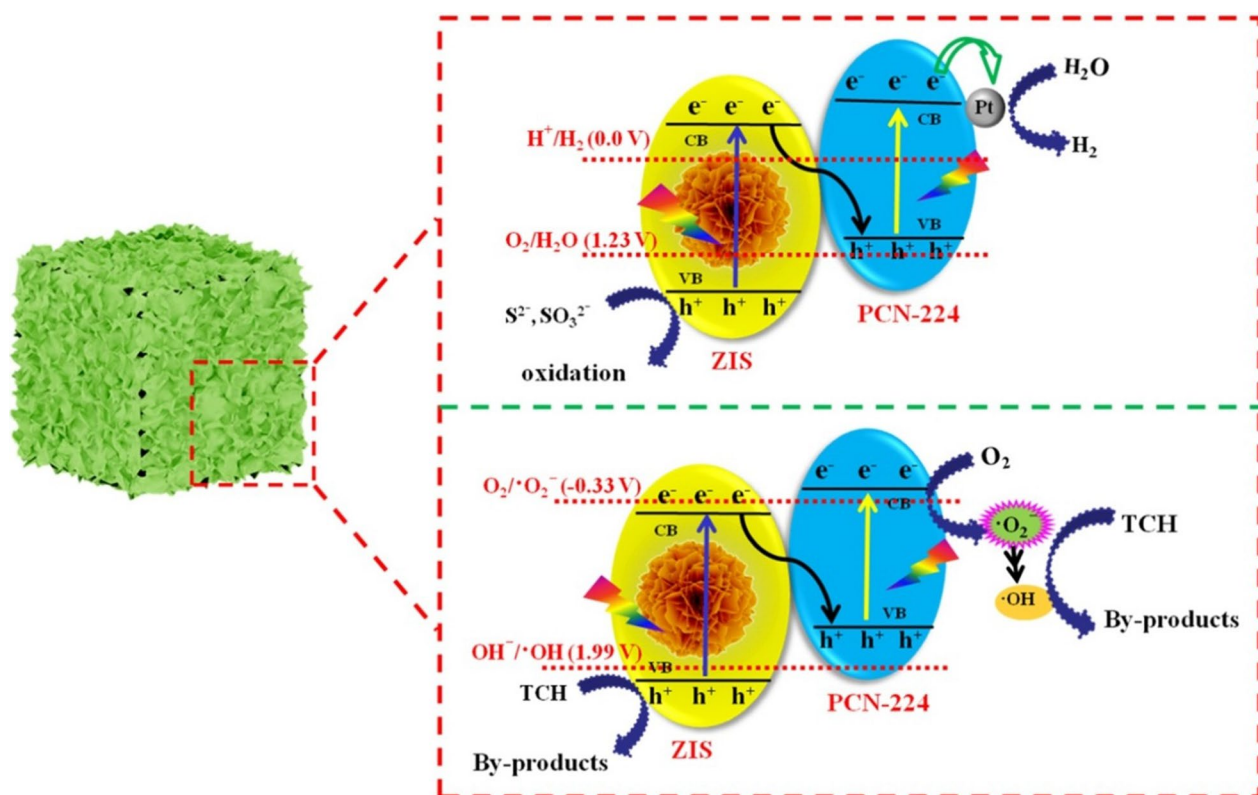 e⁻ e⁻ e⁻
e⁻ e⁻ e⁻
H₂O
Pt
CB
CB
H⁺/H₂ (0.0 V)
H₂
VB
O₂/H₂O (1.23 V)
h⁺ h⁺ h⁺
VB
h⁺ h⁺ h⁺
S²⁻, SO₃²⁻
PCN-224
ZIS
oxidation
O₂
e⁻ e⁻ e⁻
O₂/·O₂⁻ (-0.33 V)
e⁻ e⁻ e⁻
CB
CB
·O₂⁻
TCH
·OH
VB
By-products
h⁺ h⁺ h⁺
OH⁻/·OH (1.99 V)
VB
TCH
h⁺ h⁺ h⁺
PCN-224
ZIS
By-products